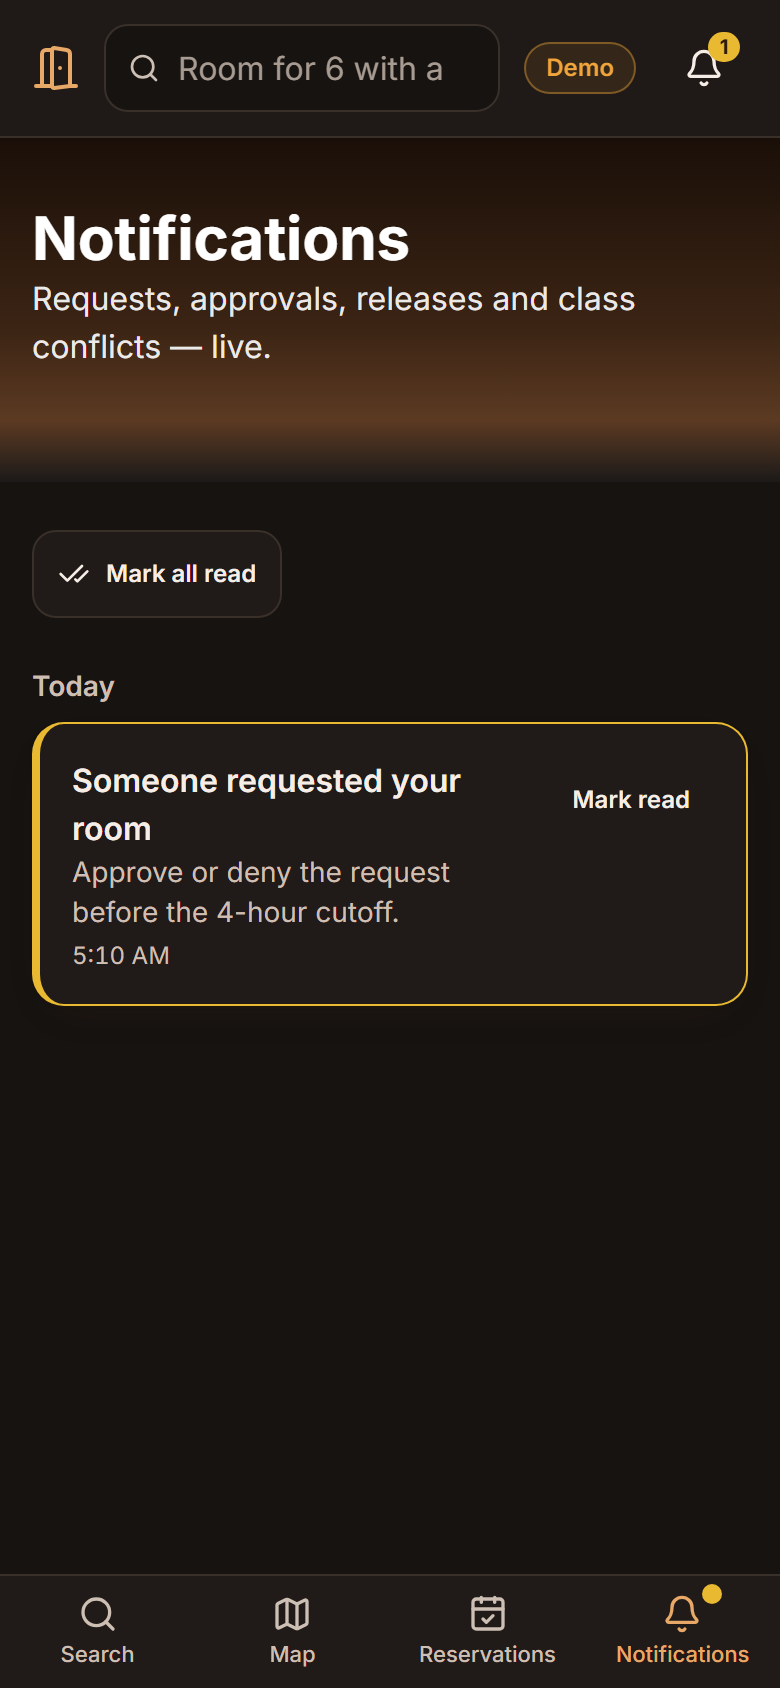 Room for 6 with a
Demo
1
Notifications
Requests, approvals, releases and class
conflicts — live.
Mark all read
Today
Someone requested your
room
Mark read
Approve or deny the request
before the 4-hour cutoff.
5:10 AM
Search
Map
Reservations
Notifications